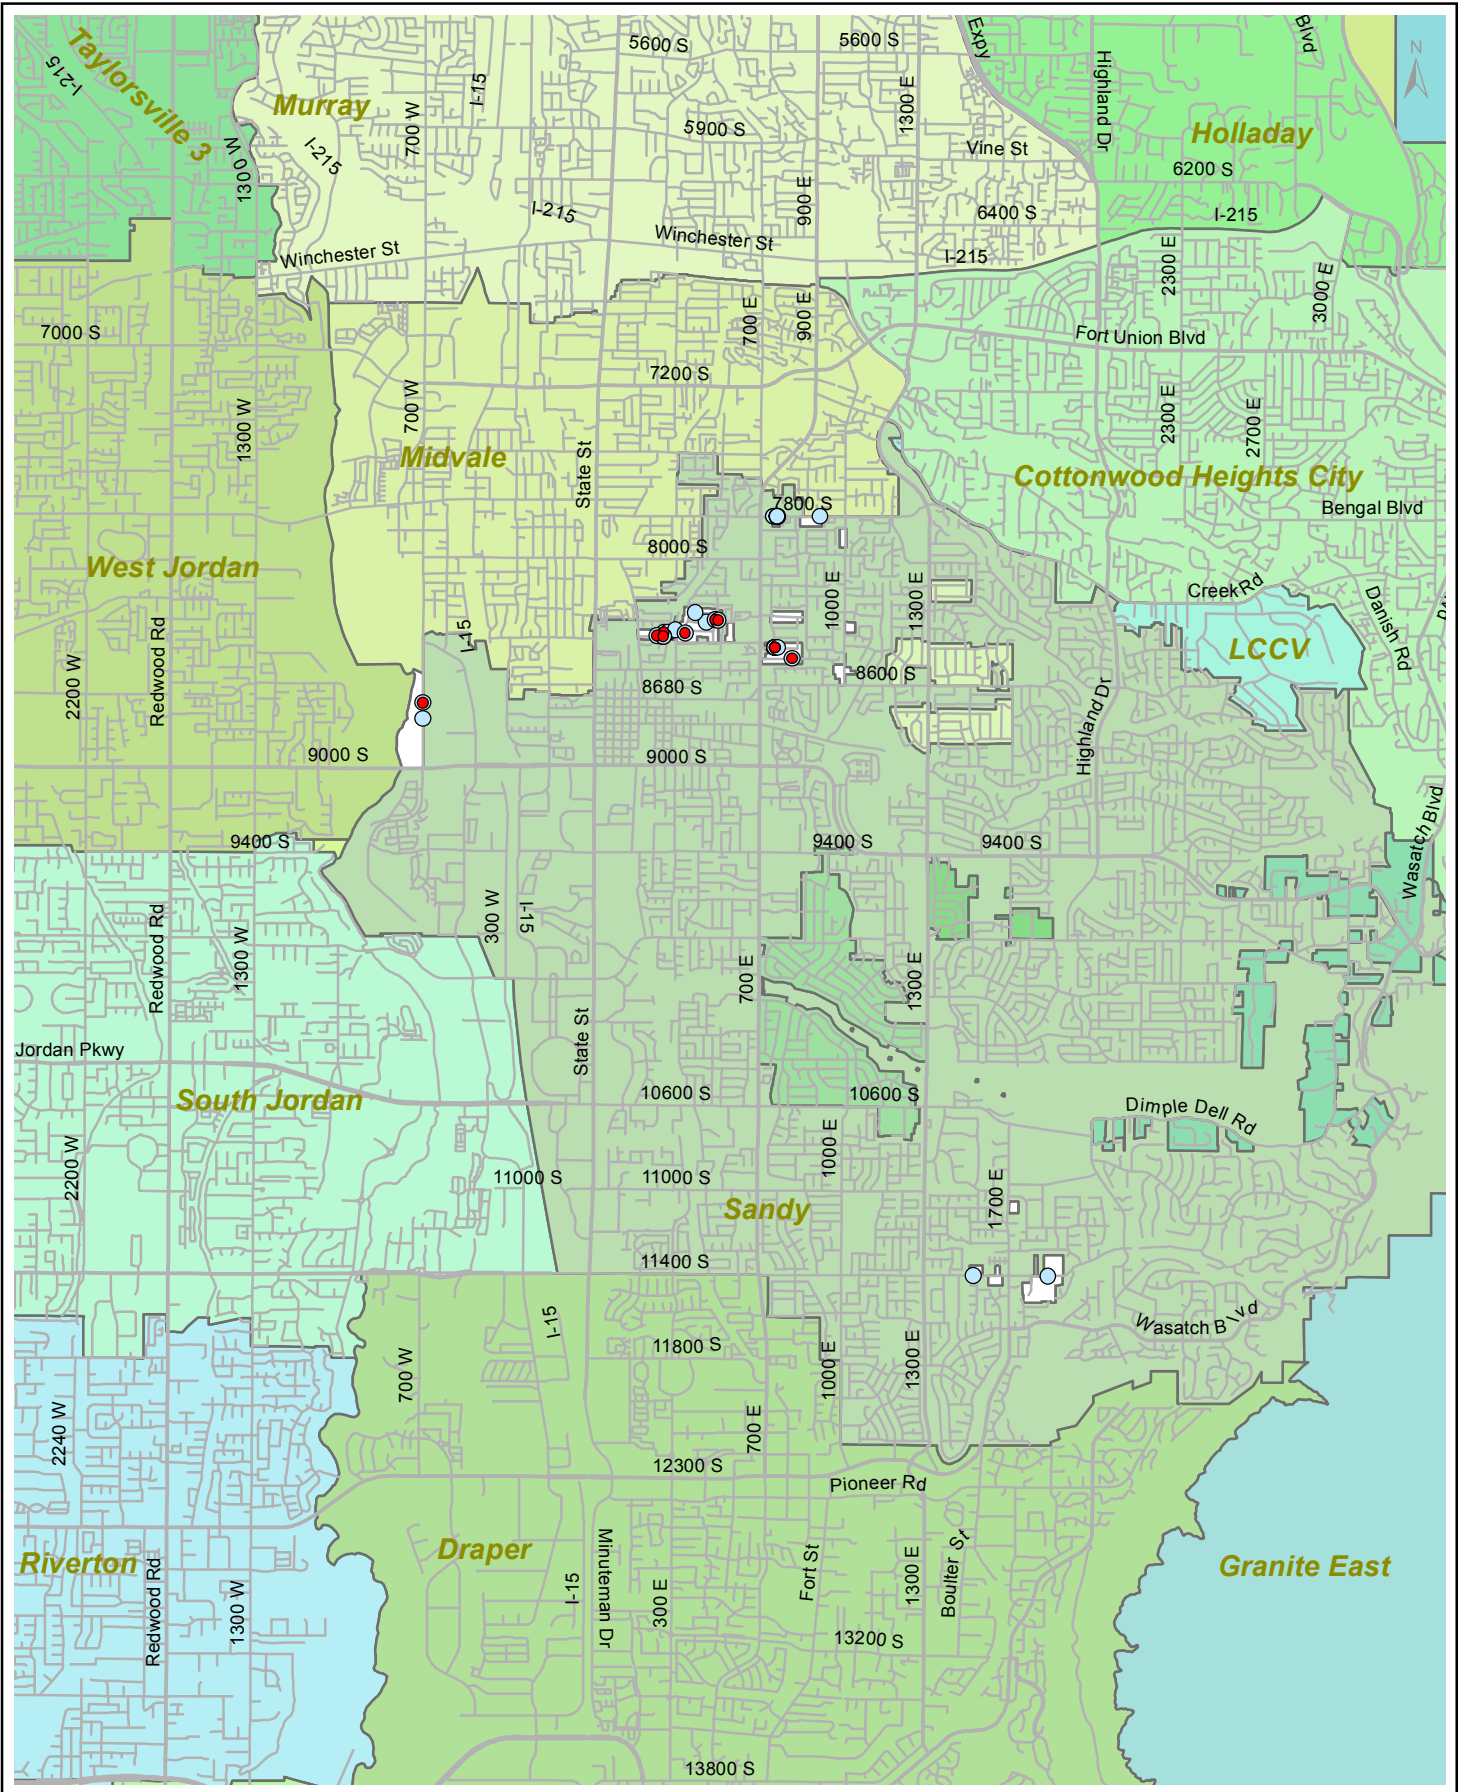 5600 S
5600 S
Expy
Blvd
N
Taylorsville 3
I-215
Murray
I-15
700 W
1300 E
Highland Dr
I-215
5900 S
Vine St
Holladay
1300 W
6200 S
900 E
6400 S
I-215
I-215
Winchester St
Winchester St
I-215
2300 E
3000 E
7000 S
700 E
900 E
Fort Union Blvd
7200 S
700 W
1300 W
2300 E
2700 E
Midvale
State St
Cottonwood Heights City
7800 S
Bengal Blvd
8000 S
West Jordan
1000 E
1300 E
Creek Rd
Danish Rd
I-15
LCCV
Redwood Rd
2200 W
8600 S
8680 S
Highland Dr
9000 S
9000 S
Wasatch Blvd
9400 S
9400 S
9400 S
300 W
I-15
Redwood Rd
1300 W
700 E
1300 E
State St
Jordan Pkwy
South Jordan
10600 S
10600 S
Dimple Dell Rd
2200 W
1000 E
11000 S
11000 S
1700 E
Sandy
11400 S
Wasatch Blvd
I-15
11800 S
700 W
1000 E
1300 E
2240 W
700 E
12300 S
Pioneer Rd
Riverton
Draper
Granite East
Redwood Rd
1300 W
I-15
Minuteman Dr
300 E
Fort St
1300 E
Boulter St
13200 S
13800 S